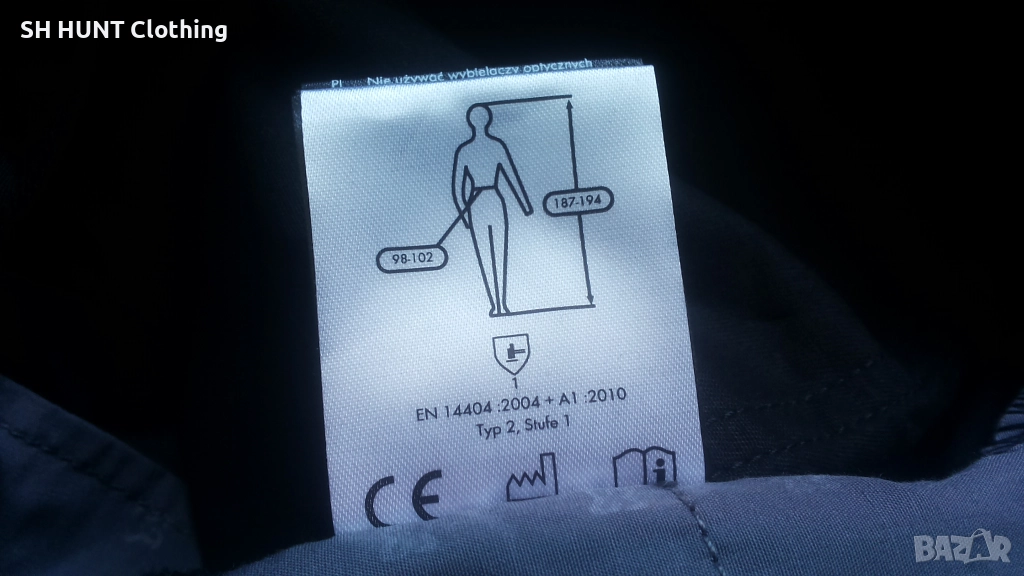 SH HUNT Clothing
PL Nie używać wybielaczy optycznych
187-194
98-102
1
EN 14404 :2004 + A1 :2010
Typ 2, Stufe 1
CE
i
BAZAR